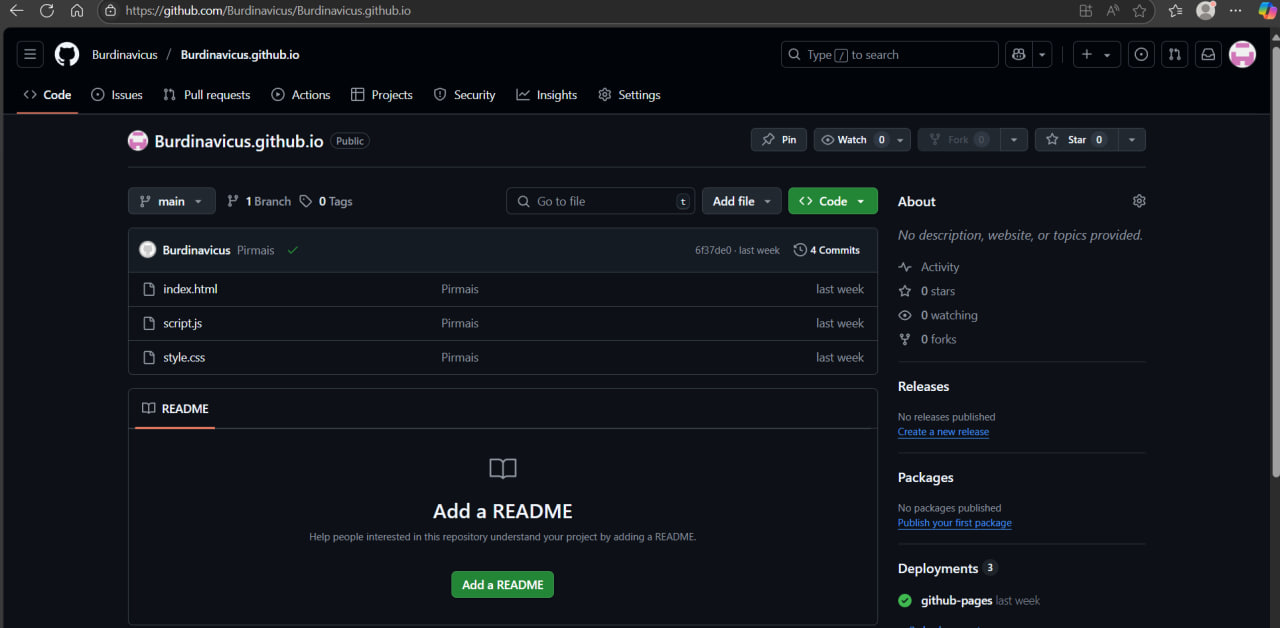 https://github.com/Burdinavicus/Burdinavicus.github.io
Burdinavicus / Burdinavicus.github.io
Type / to search
Code Issues Pull requests Actions Projects Security Insights Settings
Burdinavicus.github.io Public
Pin Watch 0 Fork 0 Star 0
main 1 Branch 0 Tags
Go to file t
Add file
Code
Burdinavicus Pirmais
6f37de0 · last week
4 Commits
index.html Pirmais last week
script.js Pirmais last week
style.css Pirmais last week
README
Add a README
Help people interested in this repository understand your project by adding a README.
Add a README
About
No description, website, or topics provided.
Activity
0 stars
0 watching
0 forks
Releases
No releases published
Create a new release
Packages
No packages published
Publish your first package
Deployments 3
github-pages last week